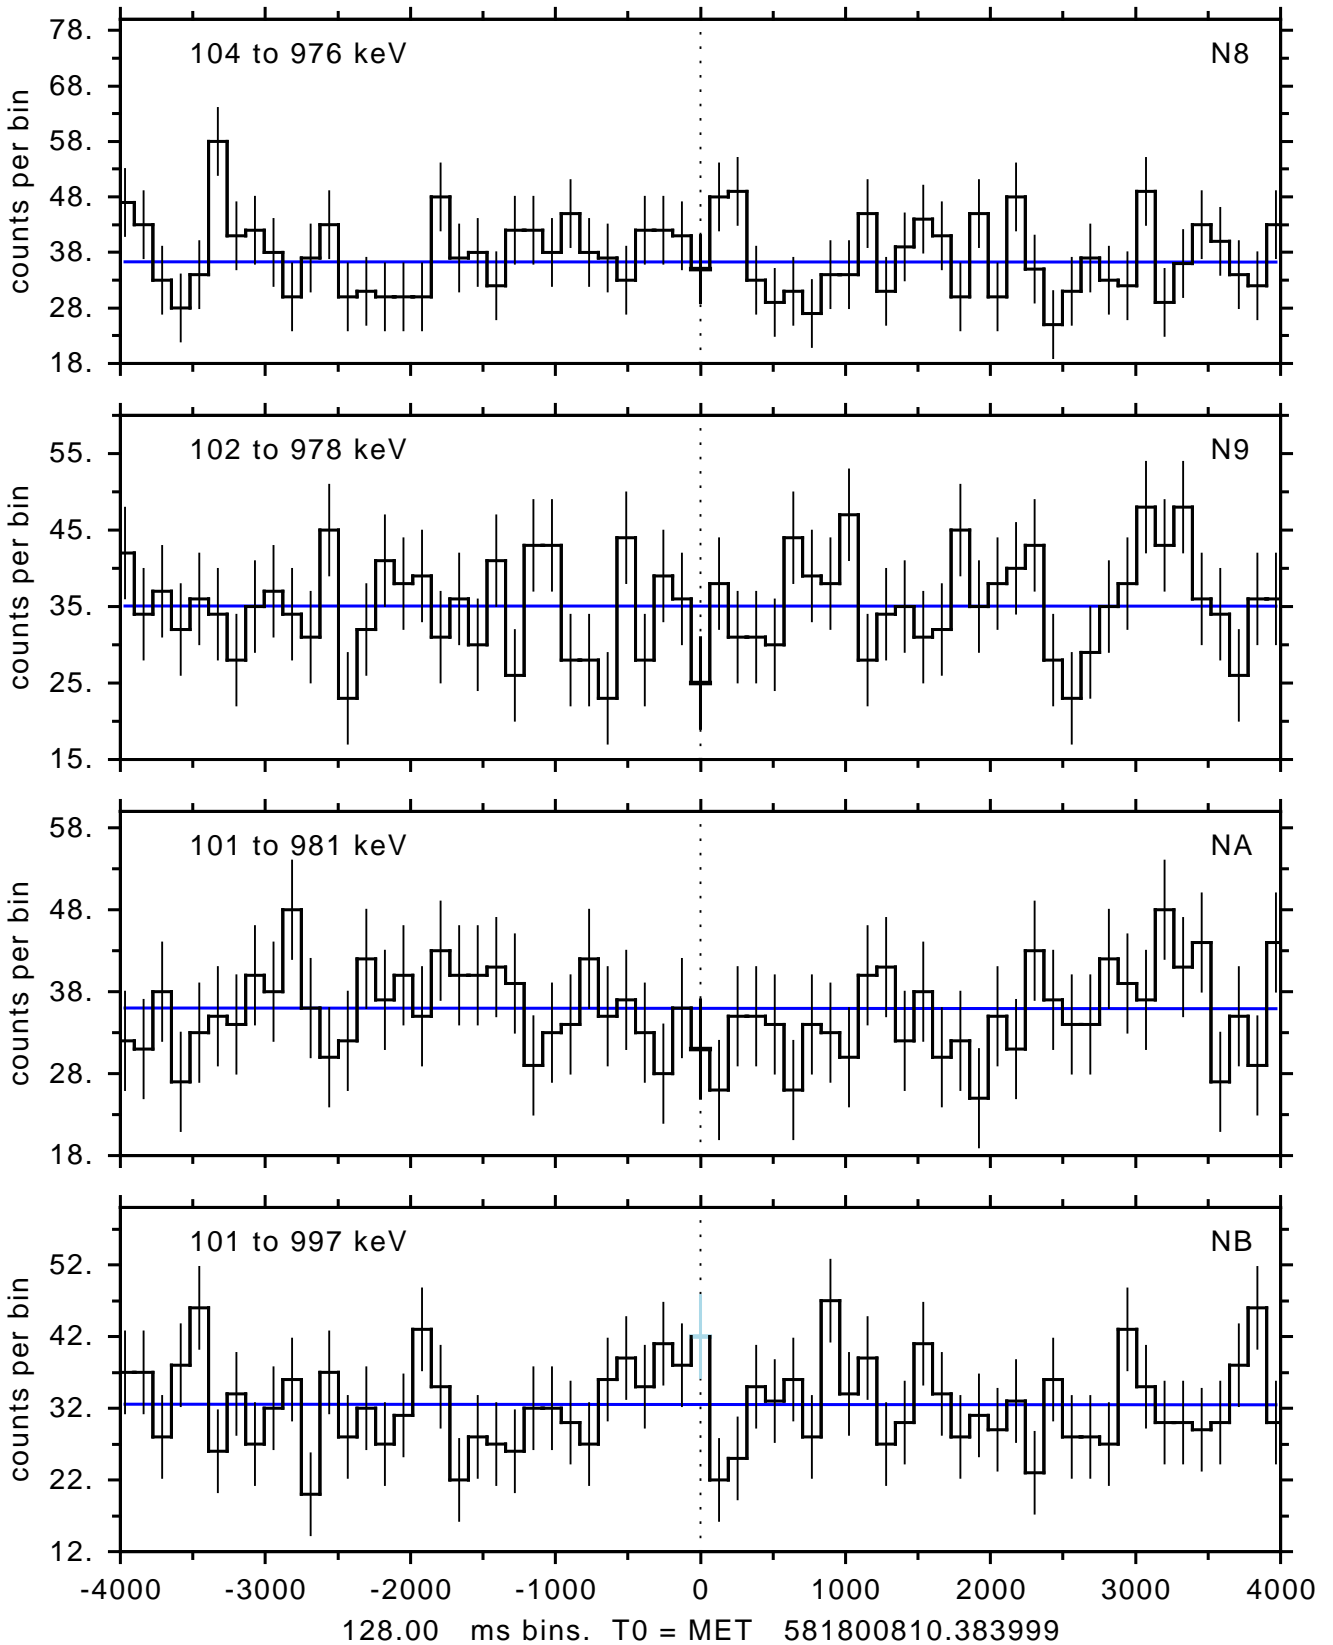 104 to 976 keV N8
78.
68.
58.
48.
38.
28.
18.
counts per bin
102 to 978 keV N9
55.
45.
35.
25.
15.
counts per bin
101 to 981 keV NA
58.
48.
38.
28.
18.
counts per bin
101 to 997 keV NB
52.
42.
32.
22.
12.
counts per bin
-4000 -3000 -2000 -1000 0 1000 2000 3000 4000
128.00 ms bins. T0 = MET 581800810.383999